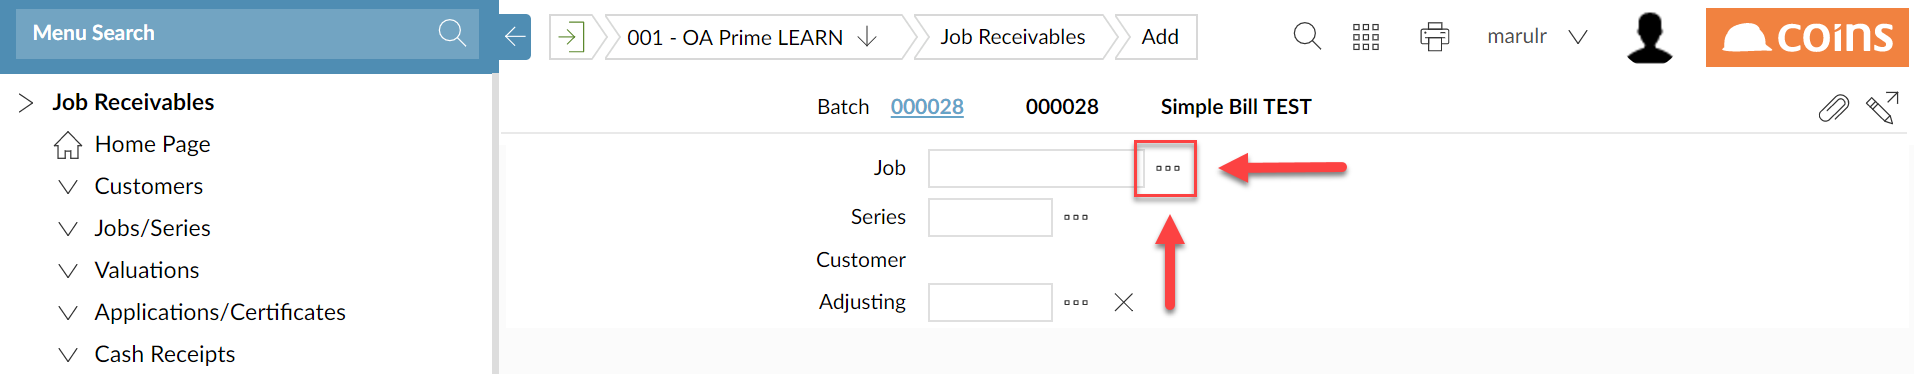 Menu Search
001 - OA Prime LEARN
Job Receivables
Add
marulr
coins
Job Receivables
Home Page
Customers
Jobs/Series
Valuations
Applications/Certificates
Cash Receipts
Batch 000028 000028 Simple Bill TEST
Job
Series
Customer
Adjusting